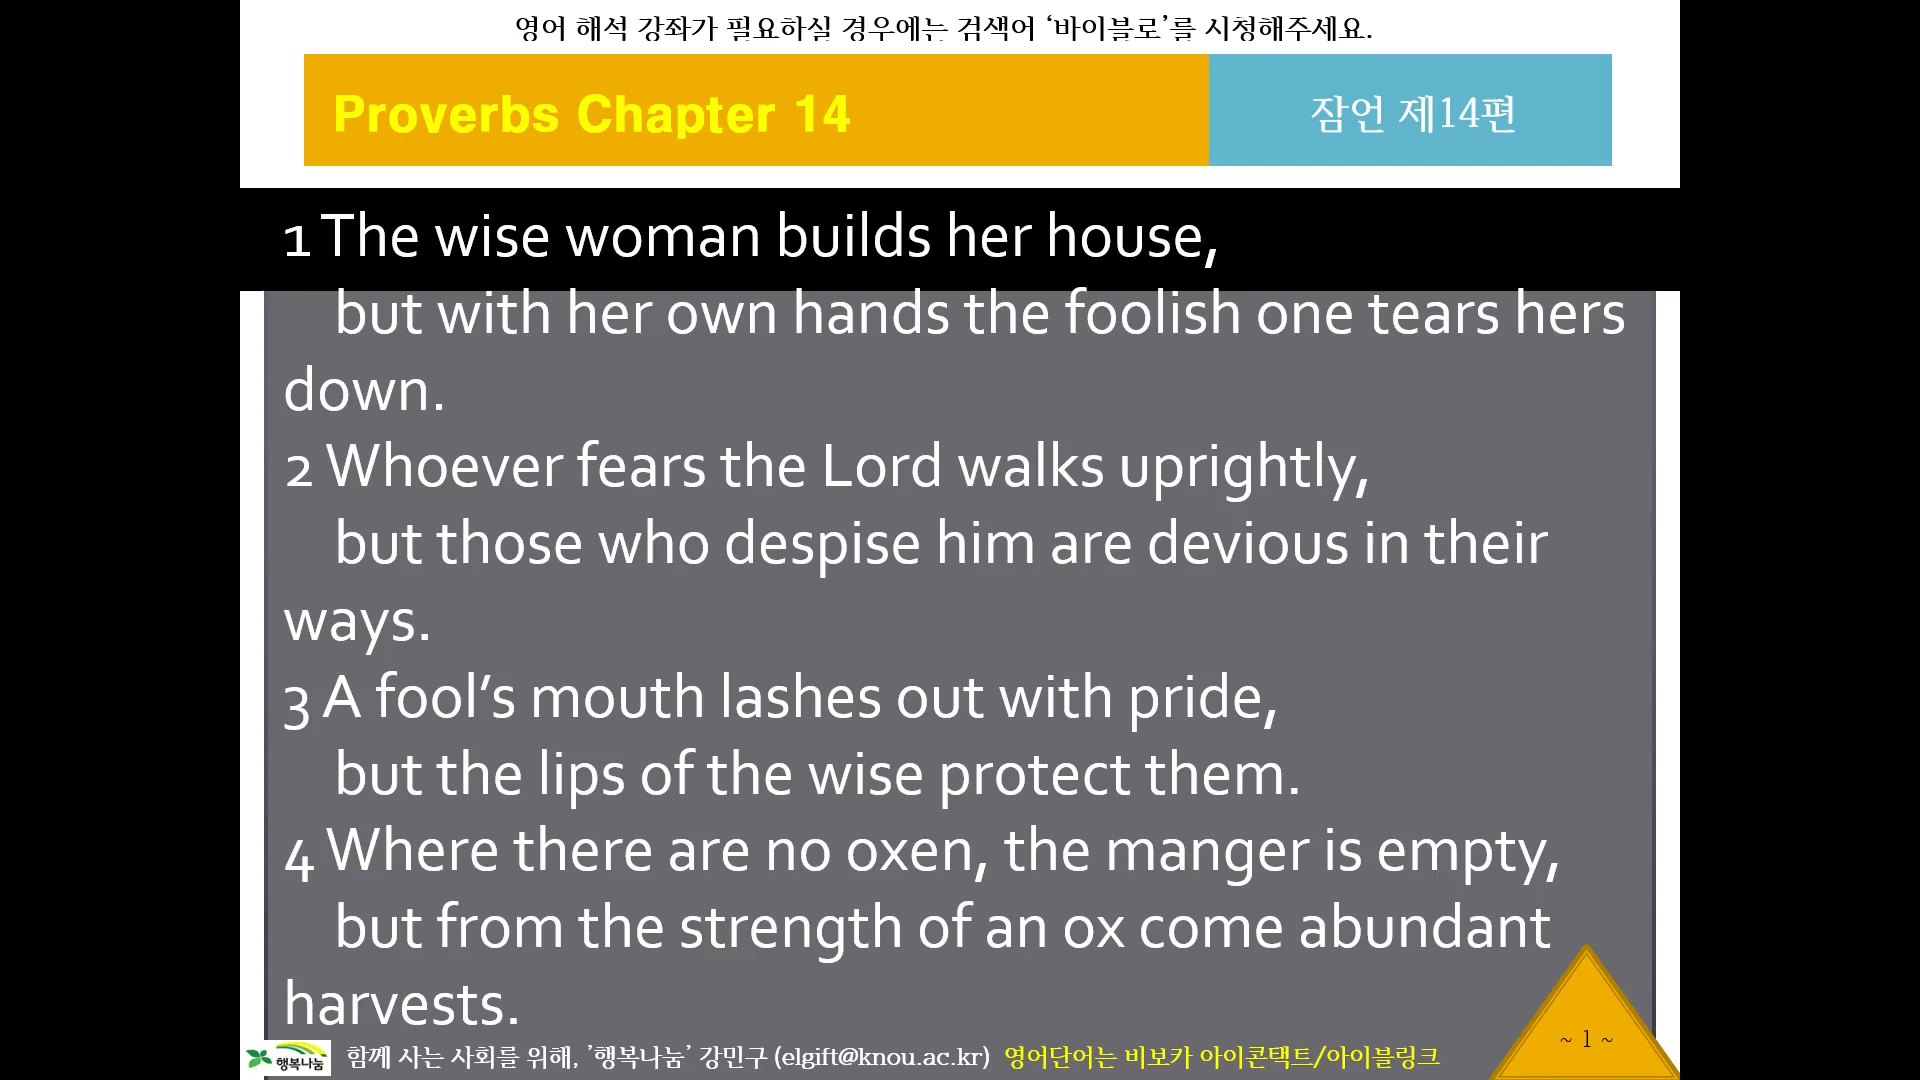 영어 해석 강좌가 필요하실 경우에는 검색어 ‘바이블로’를 시청해주세요.
Proverbs Chapter 14
잠언 제14편
1 The wise woman builds her house,
but with her own hands the foolish one tears hers
down.
2 Whoever fears the Lord walks uprightly,
but those who despise him are devious in their
ways.
3 A fool’s mouth lashes out with pride,
but the lips of the wise protect them.
4 Where there are no oxen, the manger is empty,
but from the strength of an ox come abundant
harvests.
~ 1 ~
행복나눔
함께 사는 사회를 위해, ’행복나눔’ 강민구 (elgift@knou.ac.kr) 영어단어는 비보카 아이콘택트/아이블링크